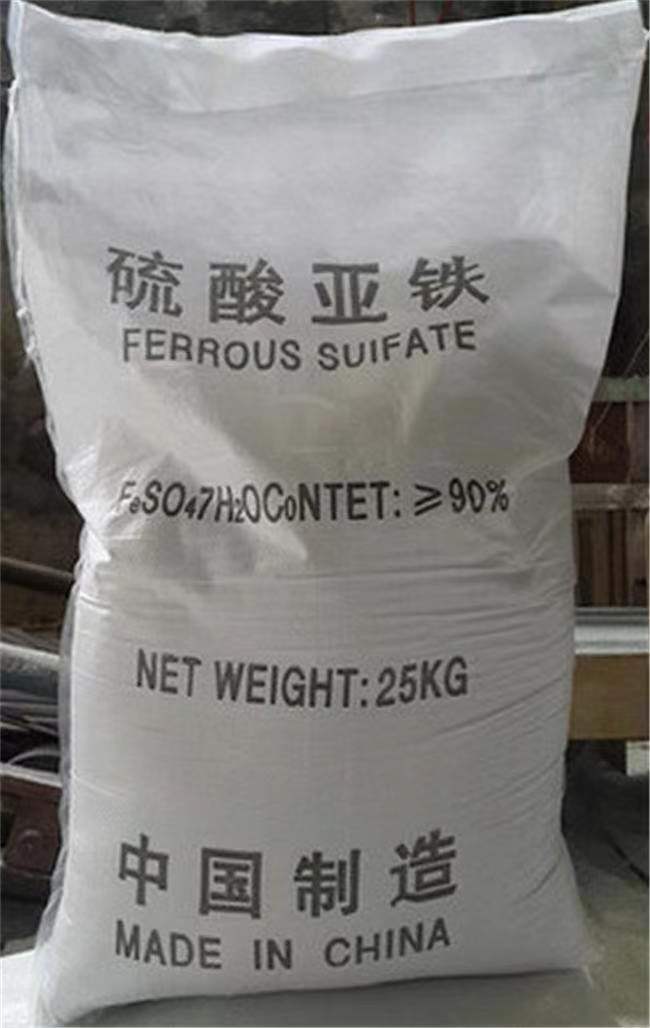 硫酸亚铁
FERROUS SUIFATE
FeSO47H2OCoNTET: ≥90%
NET WEIGHT: 25KG
中国制造
MADE IN CHINA